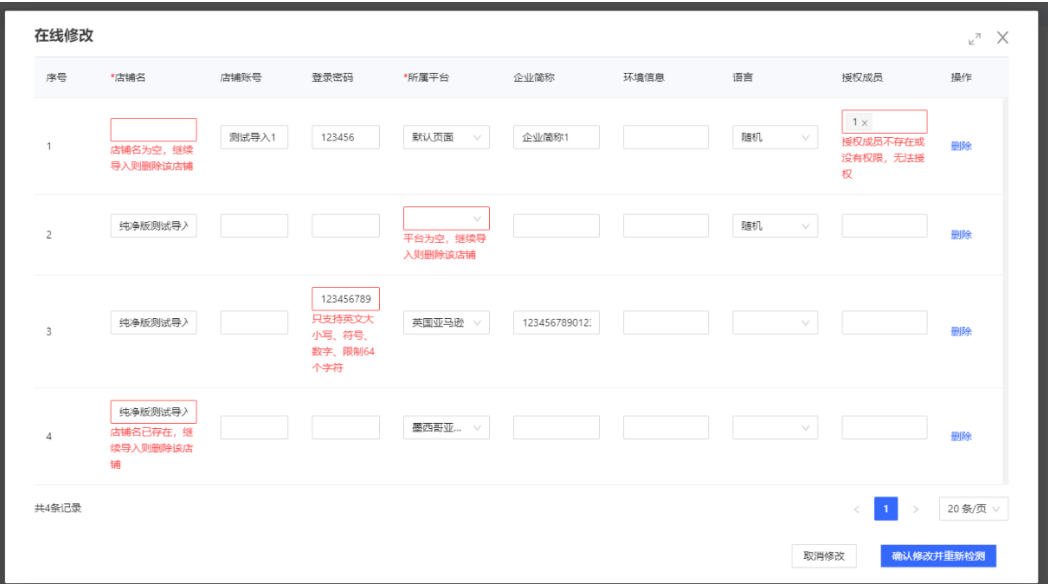 在线修改
序号 *店铺名 店铺账号 登录密码 *所属平台 企业简称 环境信息 语言 授权成员 操作
1 测试导入1 123456 默认页面 企业简称1 随机 1 × 删除
店铺名为空，继续
导入则删除该店铺
授权成员不存在或
没有权限，无法授
权
2 纯净版测试导入 随机 删除
平台为空，继续导
入则删除该店铺
3 纯净版测试导入 123456789 英国亚马逊 123456789012 删除
只支持英文大
小写、符号、
数字、限制64
个字符
4 纯净版测试导入 墨西哥亚... 删除
店铺名已存在，继
续导入则删除该店
铺
共4条记录 < 1 > 20 条/页
取消修改 确认修改并重新检测